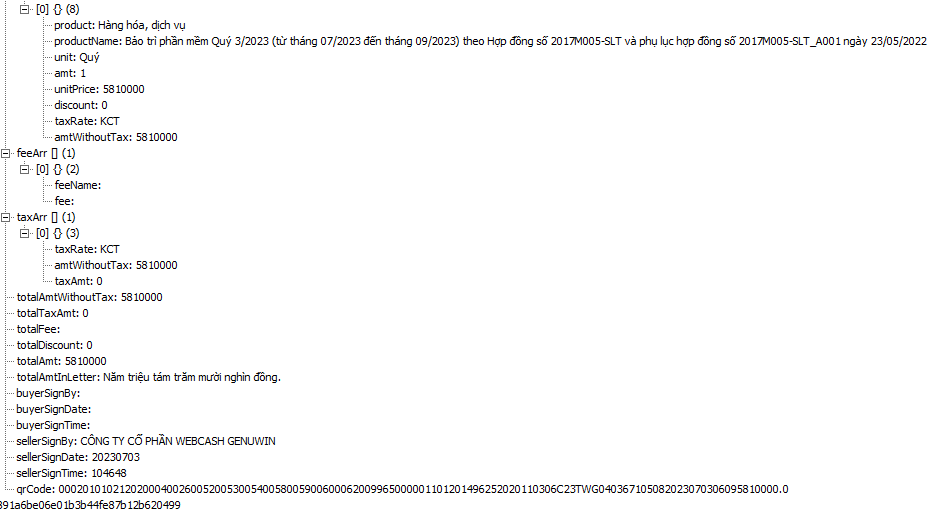 [0] {} (8)
product: Hàng hóa, dịch vụ
productName: Bảo trì phần mềm Quý 3/2023 (từ tháng 07/2023 đến tháng 09/2023) theo Hợp đồng số 2017M005-SLT và phụ lục hợp đồng số 2017M005-SLT_A001 ngày 23/05/2022
unit: Quý
amt: 1
unitPrice: 5810000
discount: 0
taxRate: KCT
amtWithoutTax: 5810000
feeArr [] (1)
[0] {} (2)
feeName:
fee:
taxArr [] (1)
[0] {} (3)
taxRate: KCT
amtWithoutTax: 5810000
taxAmt: 0
totalAmtWithoutTax: 5810000
totalTaxAmt: 0
totalFee:
totalDiscount: 0
totalAmt: 5810000
totalAmtInLetter: Năm triệu tám trăm mười nghìn đồng.
buyerSignBy:
buyerSignDate:
buyerSignTime:
sellerSignBy: CÔNG TY CỔ PHẦN WEBCASH GENUWIN
sellerSignDate: 20230703
sellerSignTime: 104648
qrCode: 00020101021202000400260052005300540058005900600062009965000001101201496252020110306C23TWG040367105082023070306095810000.0
391a6be06e01b3b44fe87b12b620499